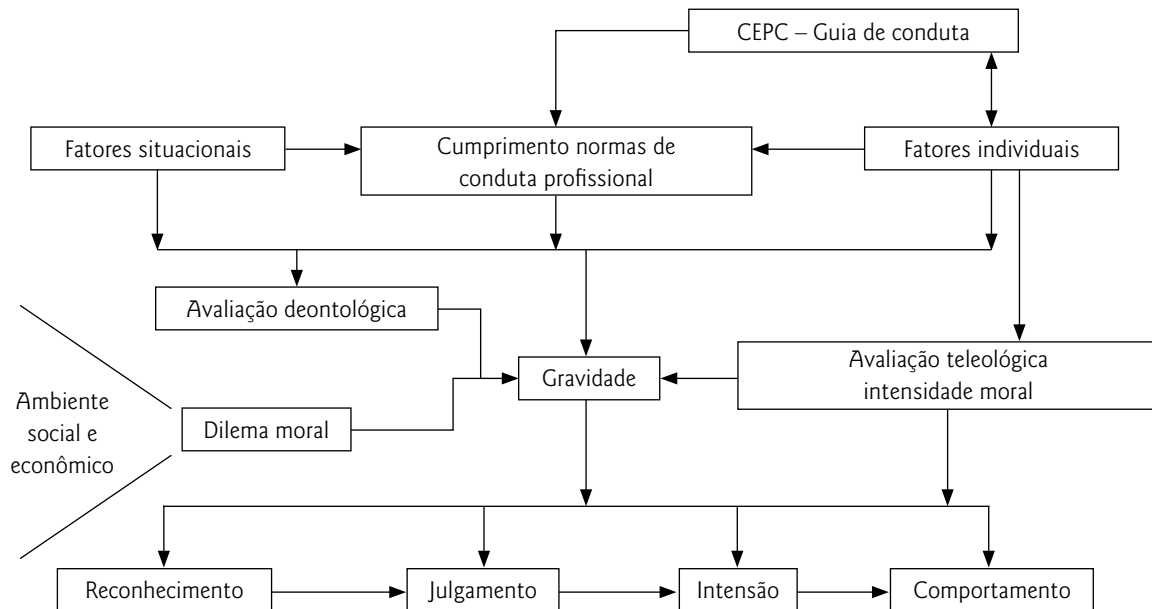 CEPC – Guia de conduta
Fatores situacionais
Cumprimento normas de
conduta profissional
Fatores individuais
Avaliação deontológica
Gravidade
Avaliação teleológica
intensidade moral
Ambiente
social e
econômico
Dilema moral
Reconhecimento
Julgamento
Intensão
Comportamento